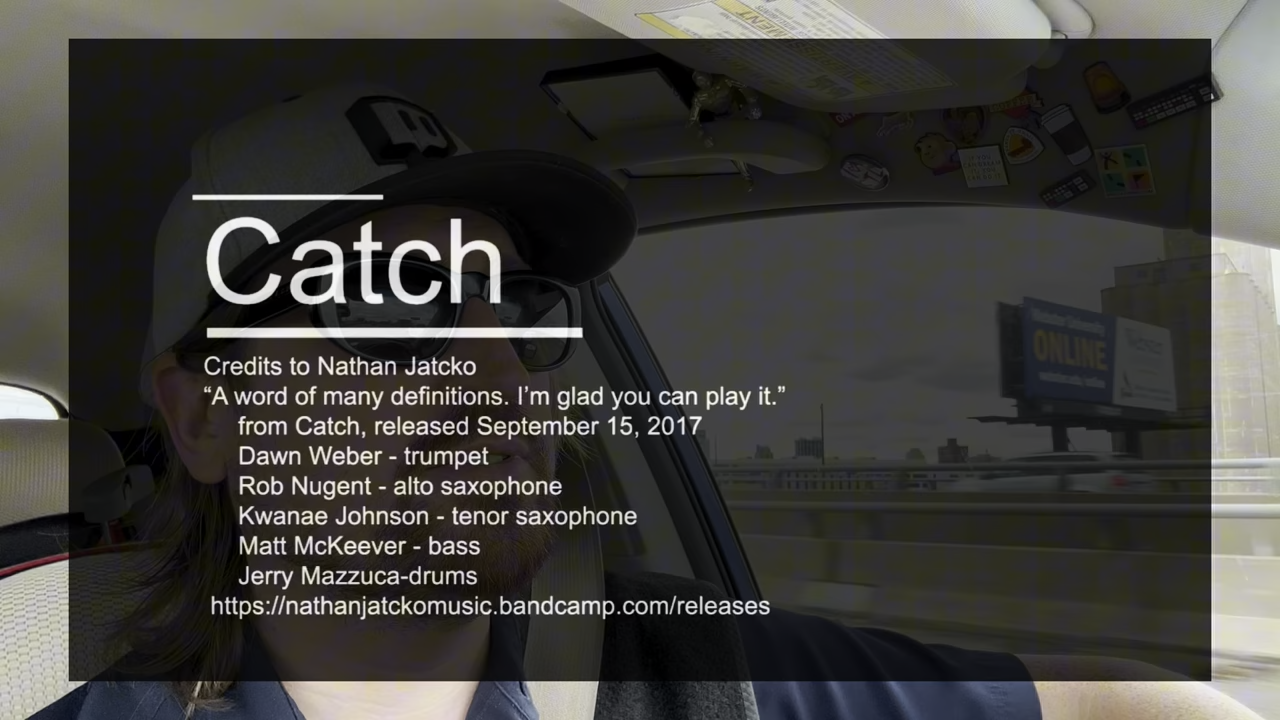 Catch
Credits to Nathan Jatcko
“A word of many definitions. I’m glad you can play it.”
from Catch, released September 15, 2017
Dawn Weber - trumpet
Rob Nugent - alto saxophone
Kwanae Johnson - tenor saxophone
Matt McKeever - bass
Jerry Mazzuca-drums
https://nathanjatckomusic.bandcamp.com/releases
ONLINE